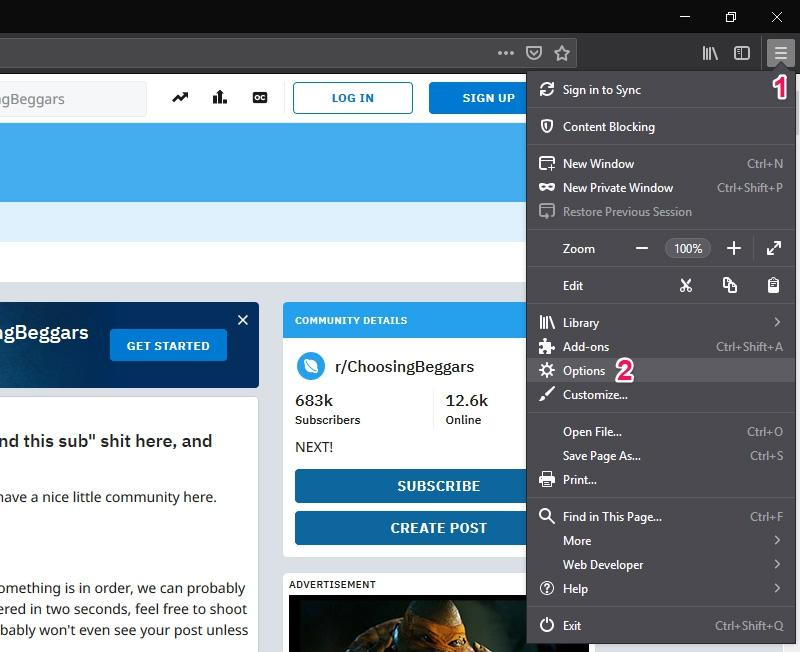 1
ngBeggars
OC
LOG IN
SIGN UP
Sign in to Sync
Content Blocking
New Window Ctrl+N
New Private Window Ctrl+Shift+P
Restore Previous Session
Zoom 100%
Edit
Library
Add-ons Ctrl+Shift+A
Options 2
Customize...
Open File... Ctrl+O
Save Page As... Ctrl+S
Print...
Find in This Page... Ctrl+F
More
Web Developer
Help
Exit Ctrl+Shift+Q
ngBeggars
GET STARTED
nd this sub" shit here, and
have a nice little community here.
omething is in order, we can probably
ered in two seconds, feel free to shoot
bably won't even see your post unless
COMMUNITY DETAILS
r/ChoosingBeggars
683k 12.6k
Subscribers Online
NEXT!
SUBSCRIBE
CREATE POST
ADVERTISEMENT